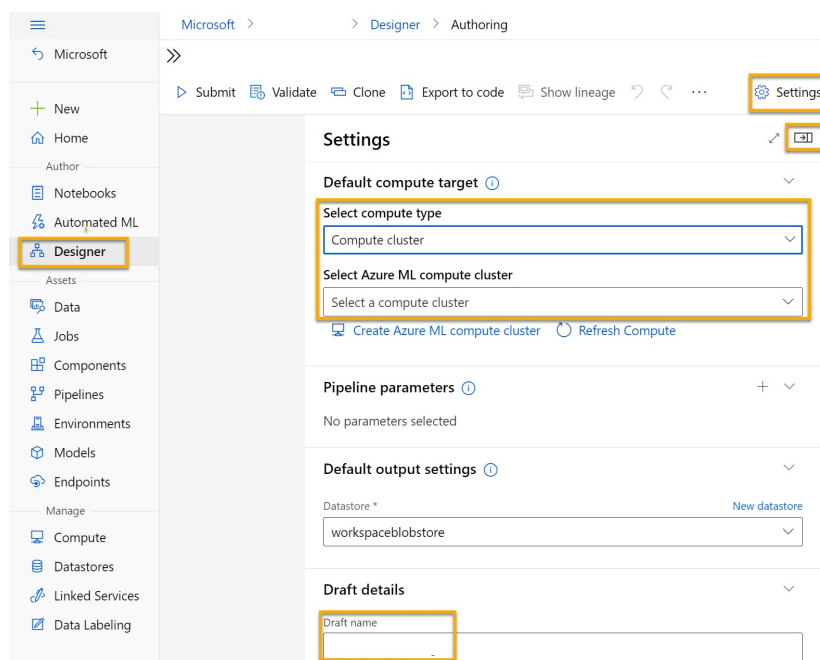 Microsoft > > Designer > Authoring
Microsoft
Submit Validate Clone Export to code Show lineage ... Settings
New
Home
Author
Notebooks
Automated ML
Designer
Assets
Data
Jobs
Components
Pipelines
Environments
Models
Endpoints
Manage
Compute
Datastores
Linked Services
Data Labeling
Settings
Default compute target
Select compute type
Compute cluster
Select Azure ML compute cluster
Select a compute cluster
Create Azure ML compute cluster Refresh Compute
Pipeline parameters
No parameters selected
Default output settings
Datastore * New datastore
workspaceblobstore
Draft details
Draft name